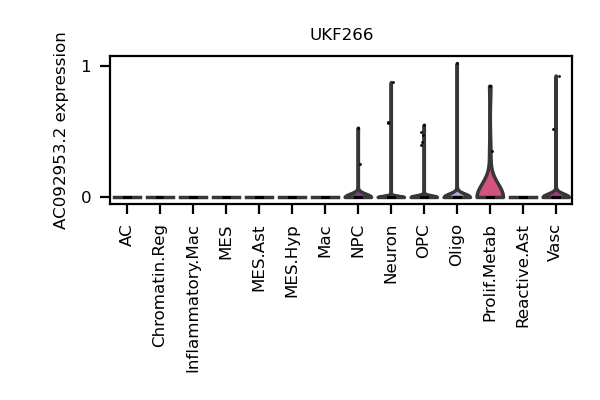 UKF266
AC092953.2 expression
1
0
AC
Chromatin.Reg
Inflammatory.Mac
MES
MES.Ast
MES.Hyp
Mac
NPC
Neuron
OPC
Oligo
Prolif.Metab
Reactive.Ast
Vasc